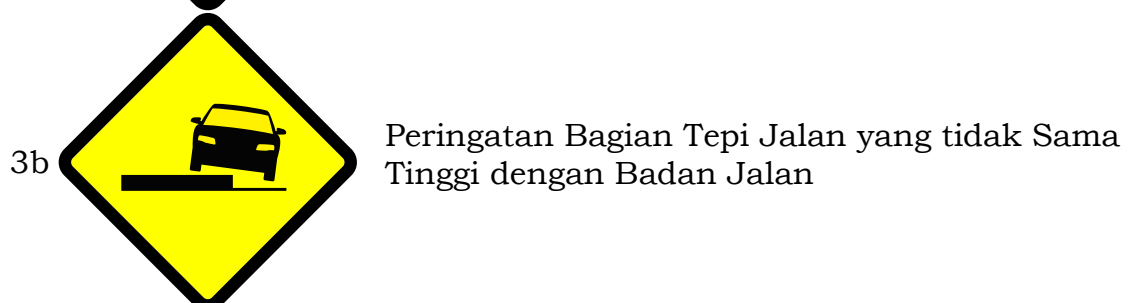 3b
Peringatan Bagian Tepi Jalan yang tidak Sama
Tinggi dengan Badan Jalan